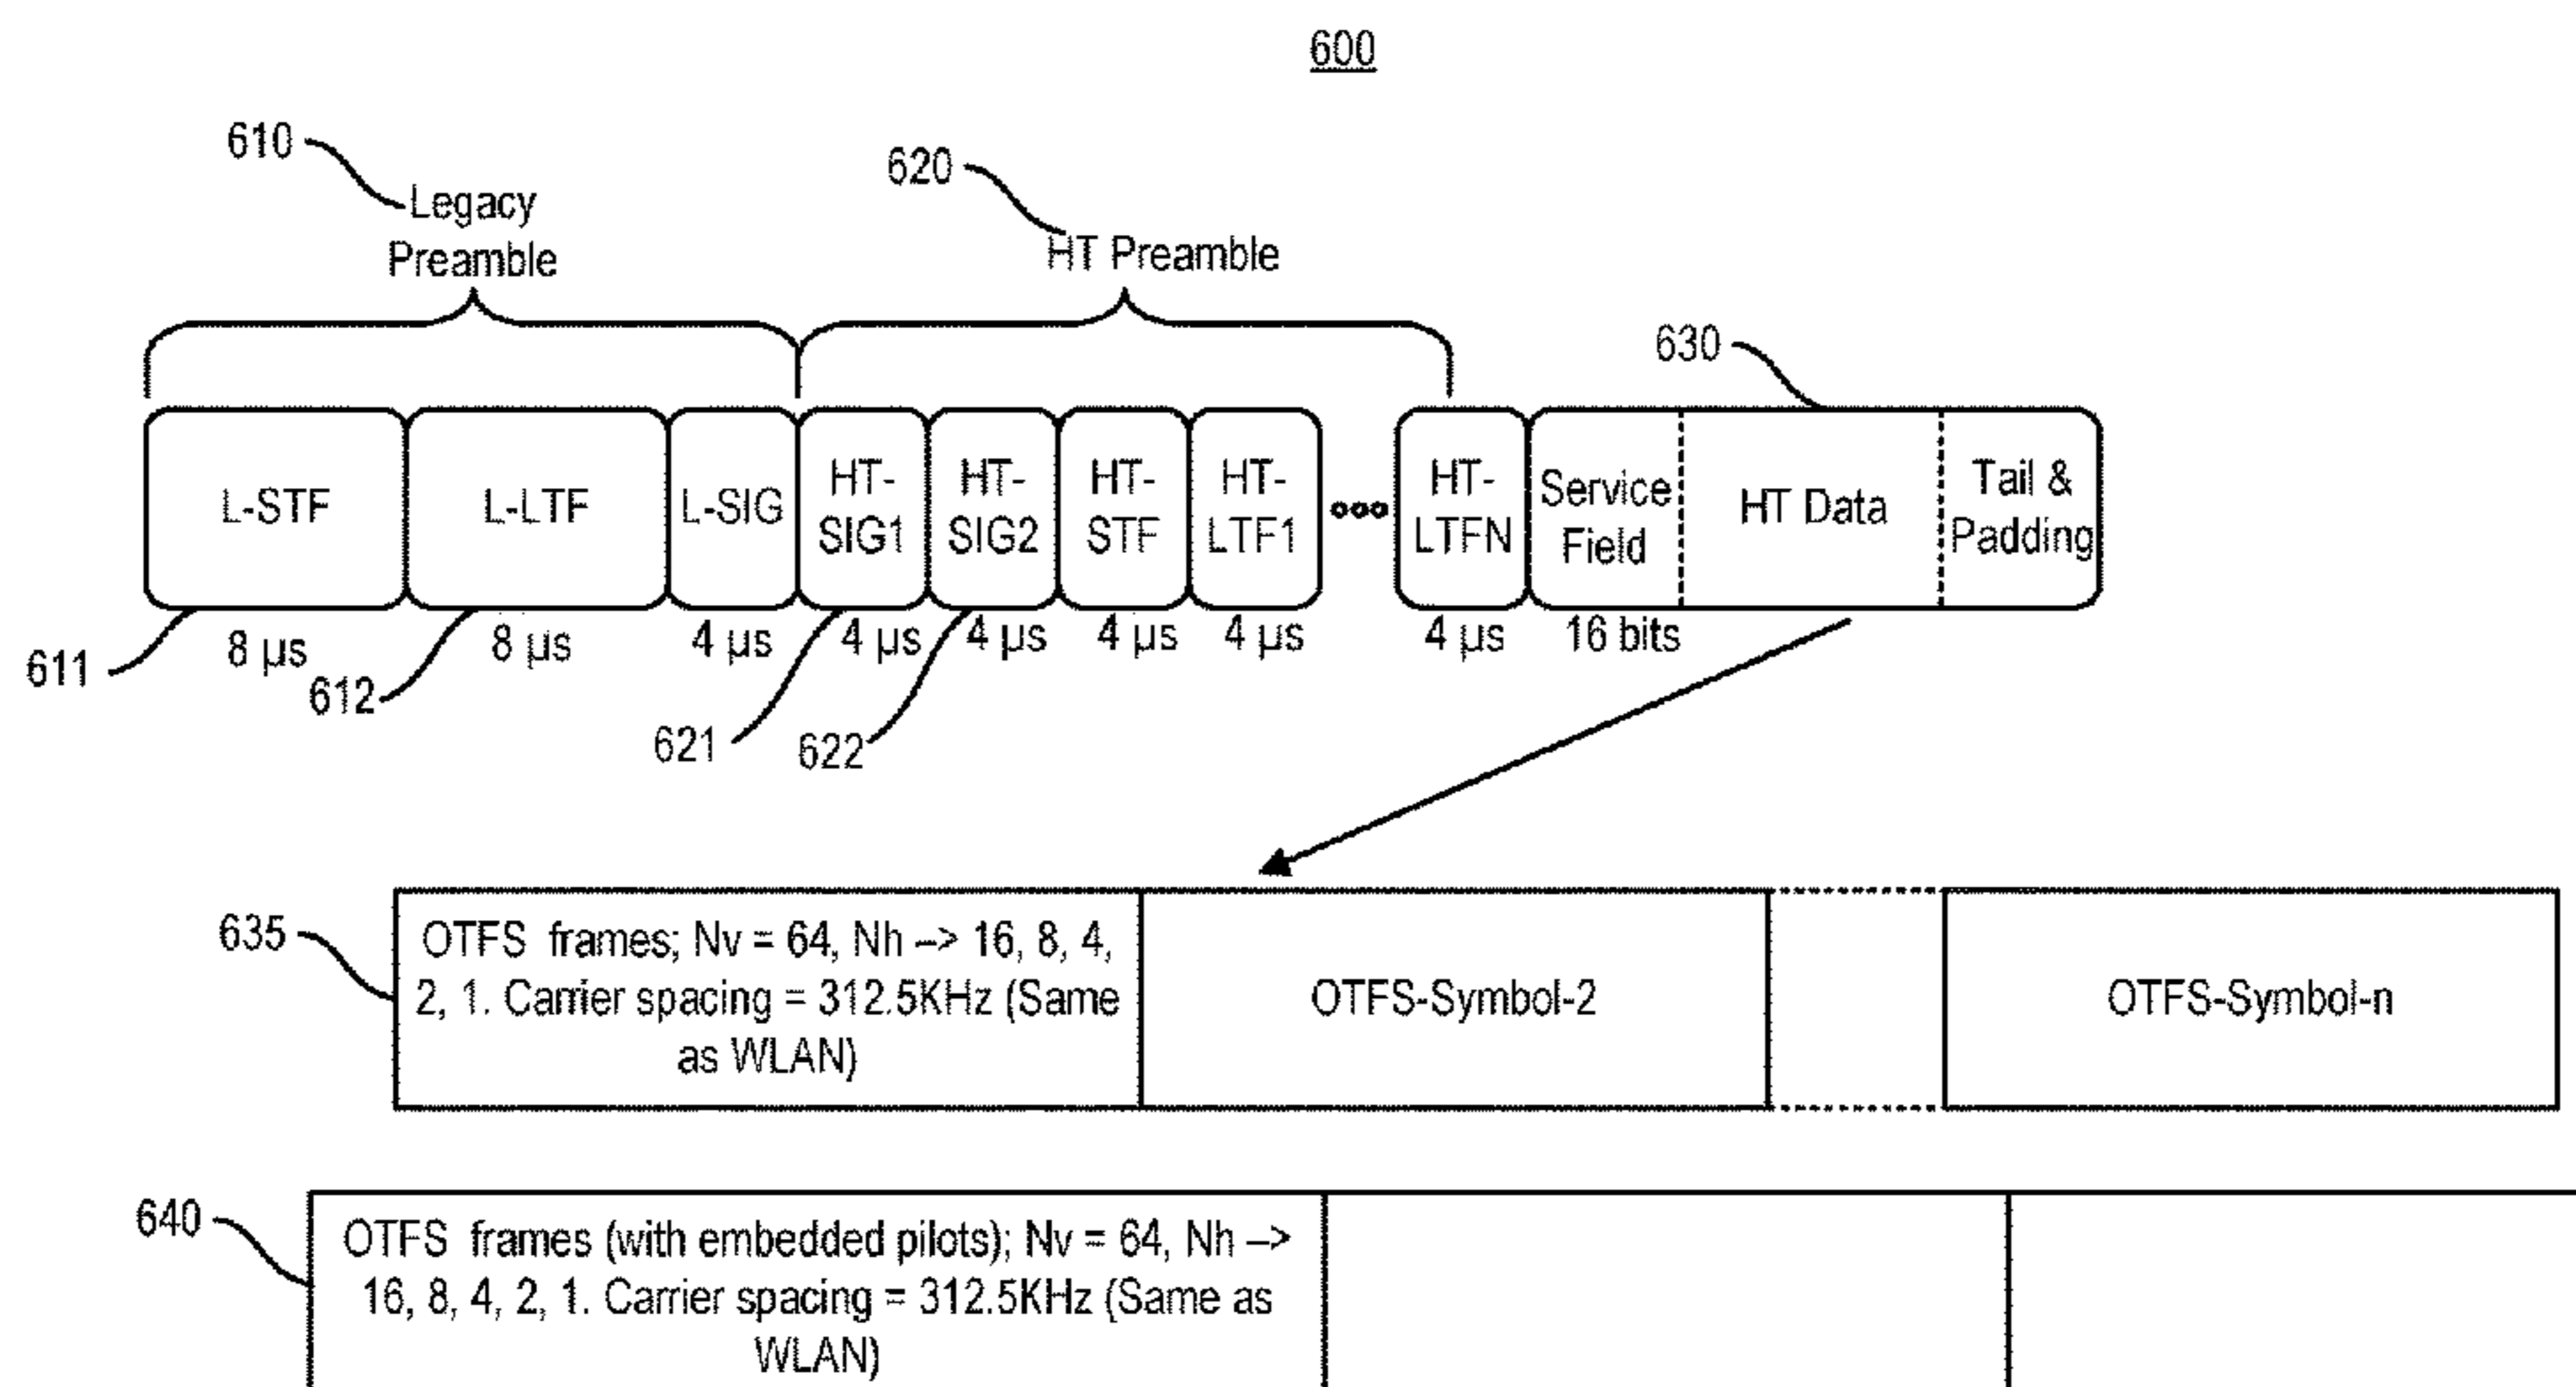 600
610
Legacy
Preamble
620
HT Preamble
630
L-STF
L-LTF
L-SIG
HT-
SIG1
HT-
SIG2
HT-
STF
HT-
LTF1
HT-
LTFN
Service
Field
HT Data
Tail &
Padding
8 µs
8 µs
4 µs
4 µs
4 µs
4 µs
4 µs
4 µs
16 bits
611
612
621
622
635
OTFS frames; Nv = 64, Nh –> 16, 8, 4,
2, 1. Carrier spacing = 312.5KHz (Same
as WLAN)
OTFS-Symbol-2
OTFS-Symbol-n
640
OTFS frames (with embedded pilots); Nv = 64, Nh –>
16, 8, 4, 2, 1. Carrier spacing = 312.5KHz (Same as
WLAN)